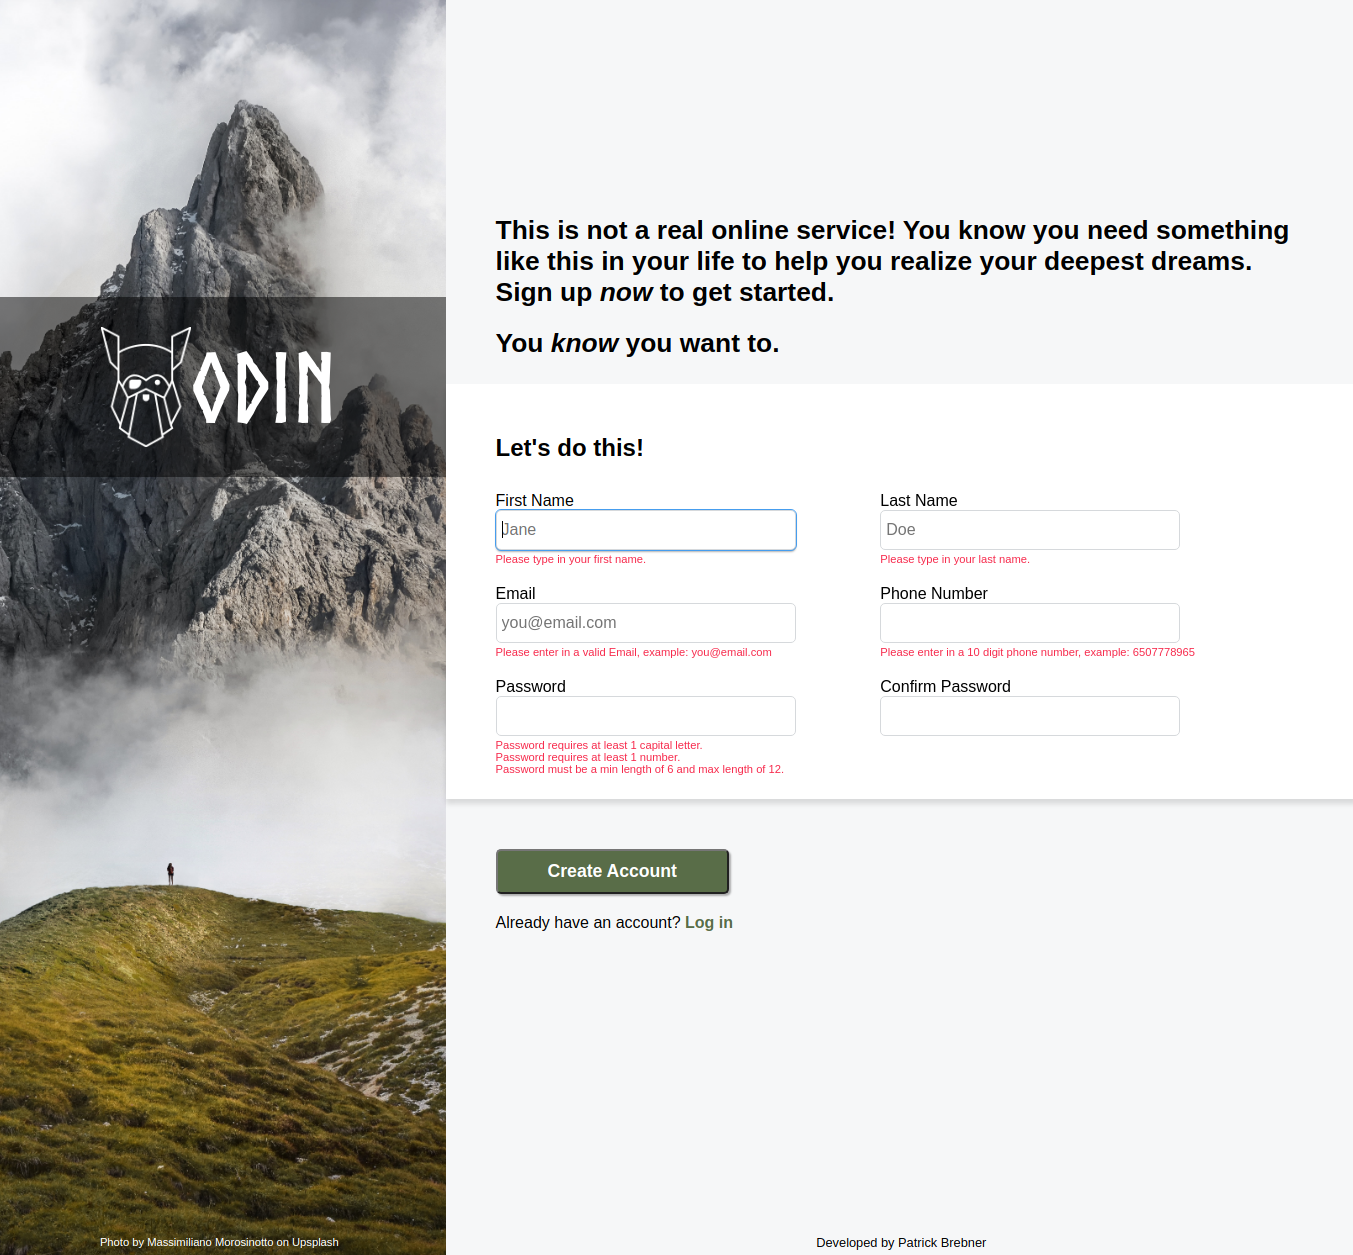 ODIN
Photo by Massimiliano Morosinotto on Upsplash
This is not a real online service! You know you need something
like this in your life to help you realize your deepest dreams.
Sign up now to get started.
You know you want to.
Let's do this!
First Name
Jane
Please type in your first name.
Last Name
Doe
Please type in your last name.
Email
you@email.com
Please enter in a valid Email, example: you@email.com
Phone Number
Please enter in a 10 digit phone number, example: 6507778965
Password
Password requires at least 1 capital letter.
Password requires at least 1 number.
Password must be a min length of 6 and max length of 12.
Confirm Password
Create Account
Already have an account? Log in
Developed by Patrick Brebner